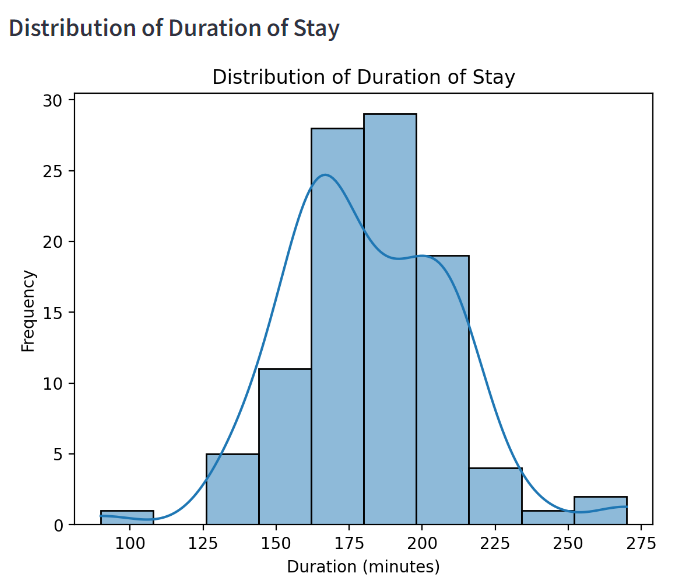 Distribution of Duration of Stay
Distribution of Duration of Stay
30
25
20
15
10
5
0
Frequency
100 125 150 175 200 225 250 275
Duration (minutes)